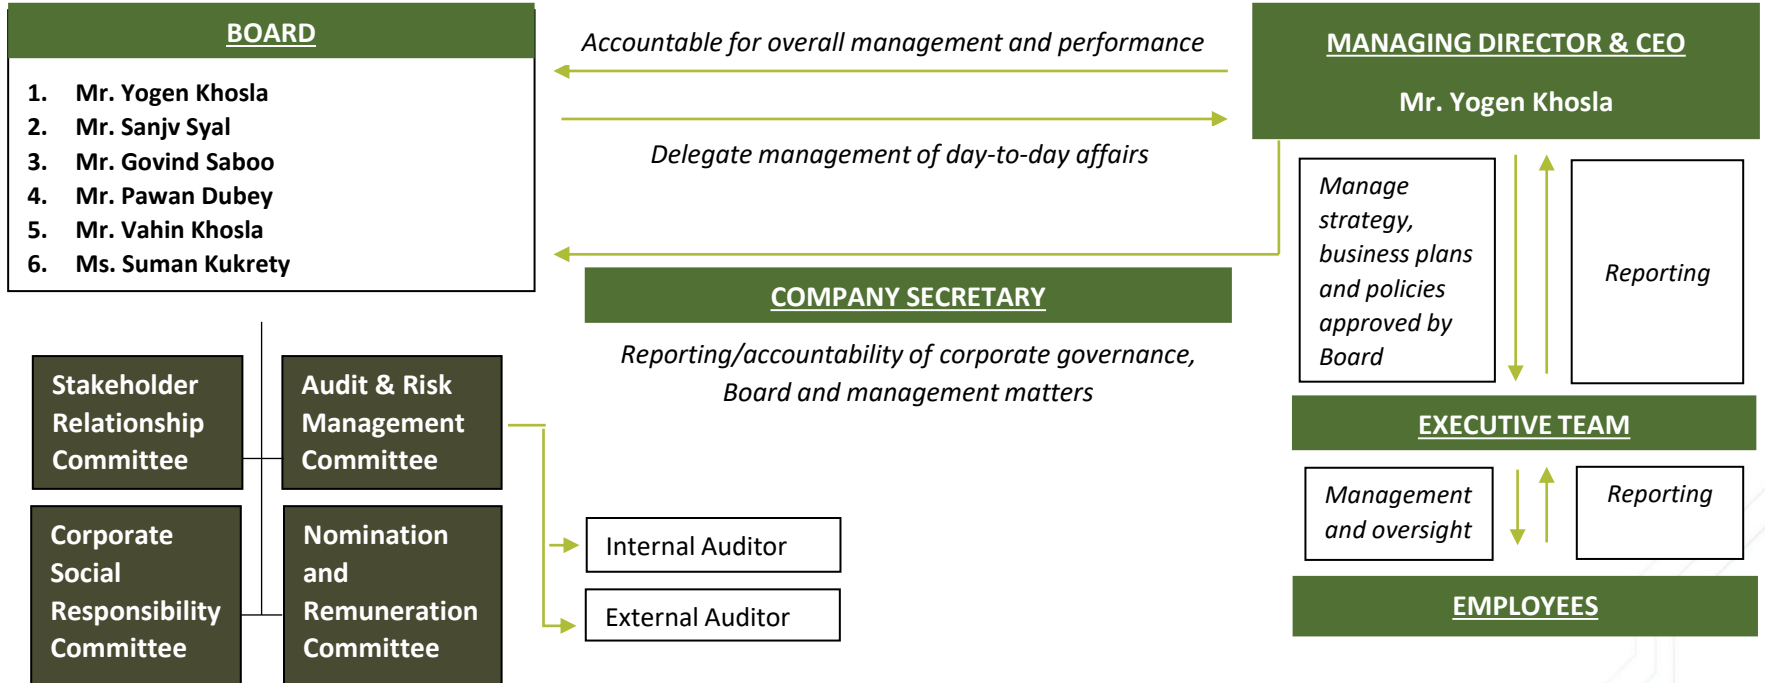 BOARD
1. Mr. Yogen Khosla
2. Mr. Sanjv Syal
3. Mr. Govind Saboo
4. Mr. Pawan Dubey
5. Mr. Vahin Khosla
6. Ms. Suman Kukrety
Accountable for overall management and performance
Delegate management of day-to-day affairs
MANAGING DIRECTOR & CEO
Mr. Yogen Khosla
COMPANY SECRETARY
Reporting/accountability of corporate governance,
Board and management matters
Manage
strategy,
business plans
and policies
approved by
Board
Reporting
EXECUTIVE TEAM
Management
and oversight
Reporting
EMPLOYEES
Stakeholder
Relationship
Committee
Audit & Risk
Management
Committee
Corporate
Social
Responsibility
Committee
Nomination
and
Remuneration
Committee
Internal Auditor
External Auditor